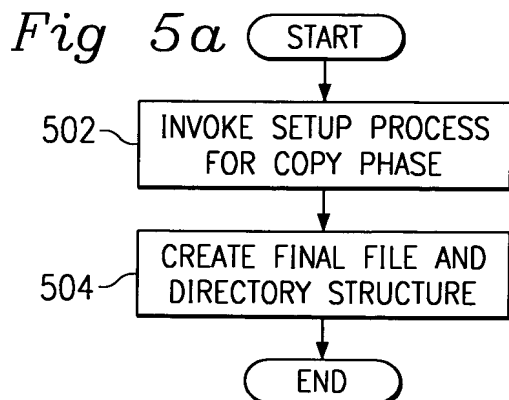 Fig 5a
START
502
INVOKE SETUP PROCESS
FOR COPY PHASE
504
CREATE FINAL FILE AND
DIRECTORY STRUCTURE
END